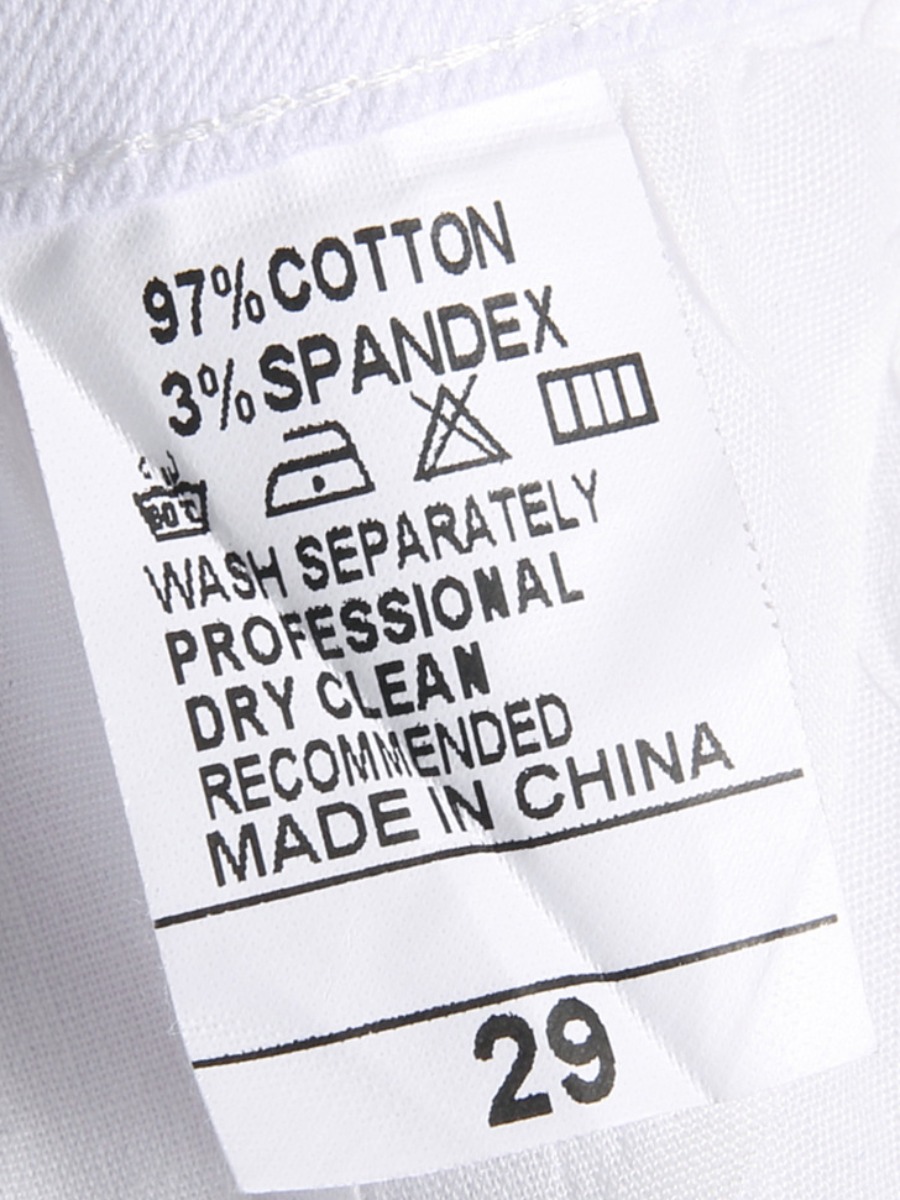 97% COTTON
3% SPANDEX
WASH SEPARATELY
PROFESSIONAL
DRY CLEAN
RECOMMENDED
MADE IN CHINA
29